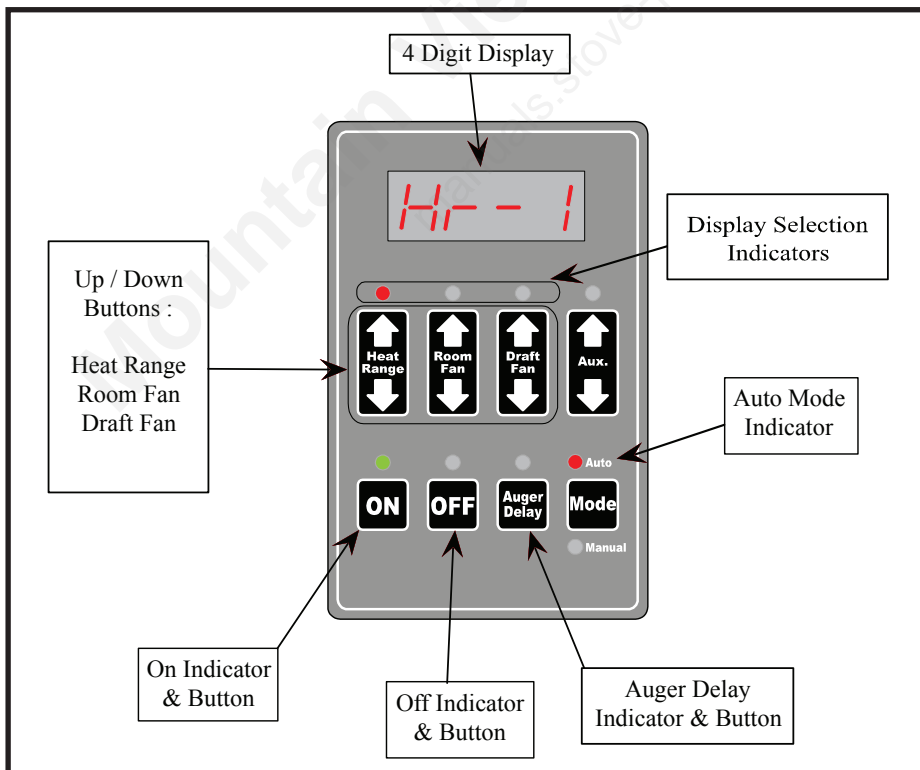 4 Digit Display
Hr - - 1
Display Selection
Indicators
Up / Down
Buttons :
Heat Range
Room Fan
Draft Fan
Heat
Range
Room
Fan
Draft
Fan
Aux.
Auto Mode
Indicator
Auto
ON
OFF
Auger
Delay
Mode
Manual
On Indicator
& Button
Off Indicator
& Button
Auger Delay
Indicator & Button
Mountain